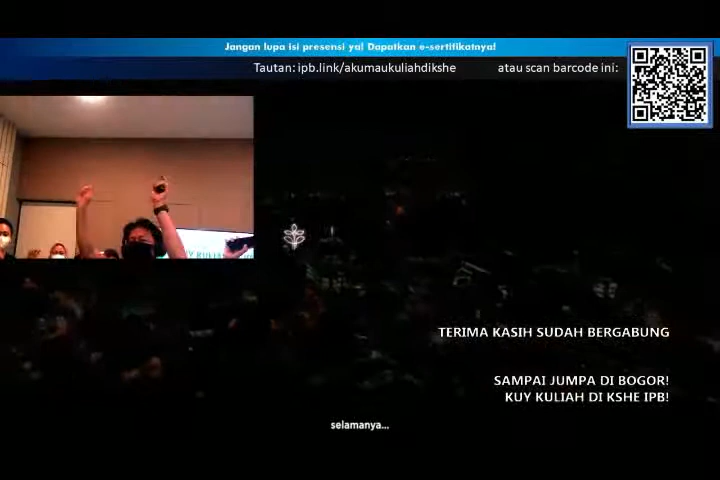 Jangan lupa isi presensi ya! Dapatkan e-sertifikatnya!
Tautan: ipb.link/akumaukuliahdikshe atau scan barcode ini:
TERIMA KASIH SUDAH BERGABUNG
SAMPAI JUMPA DI BOGOR!
KUY KULIAH DI KSHE IPB!
selamanya...